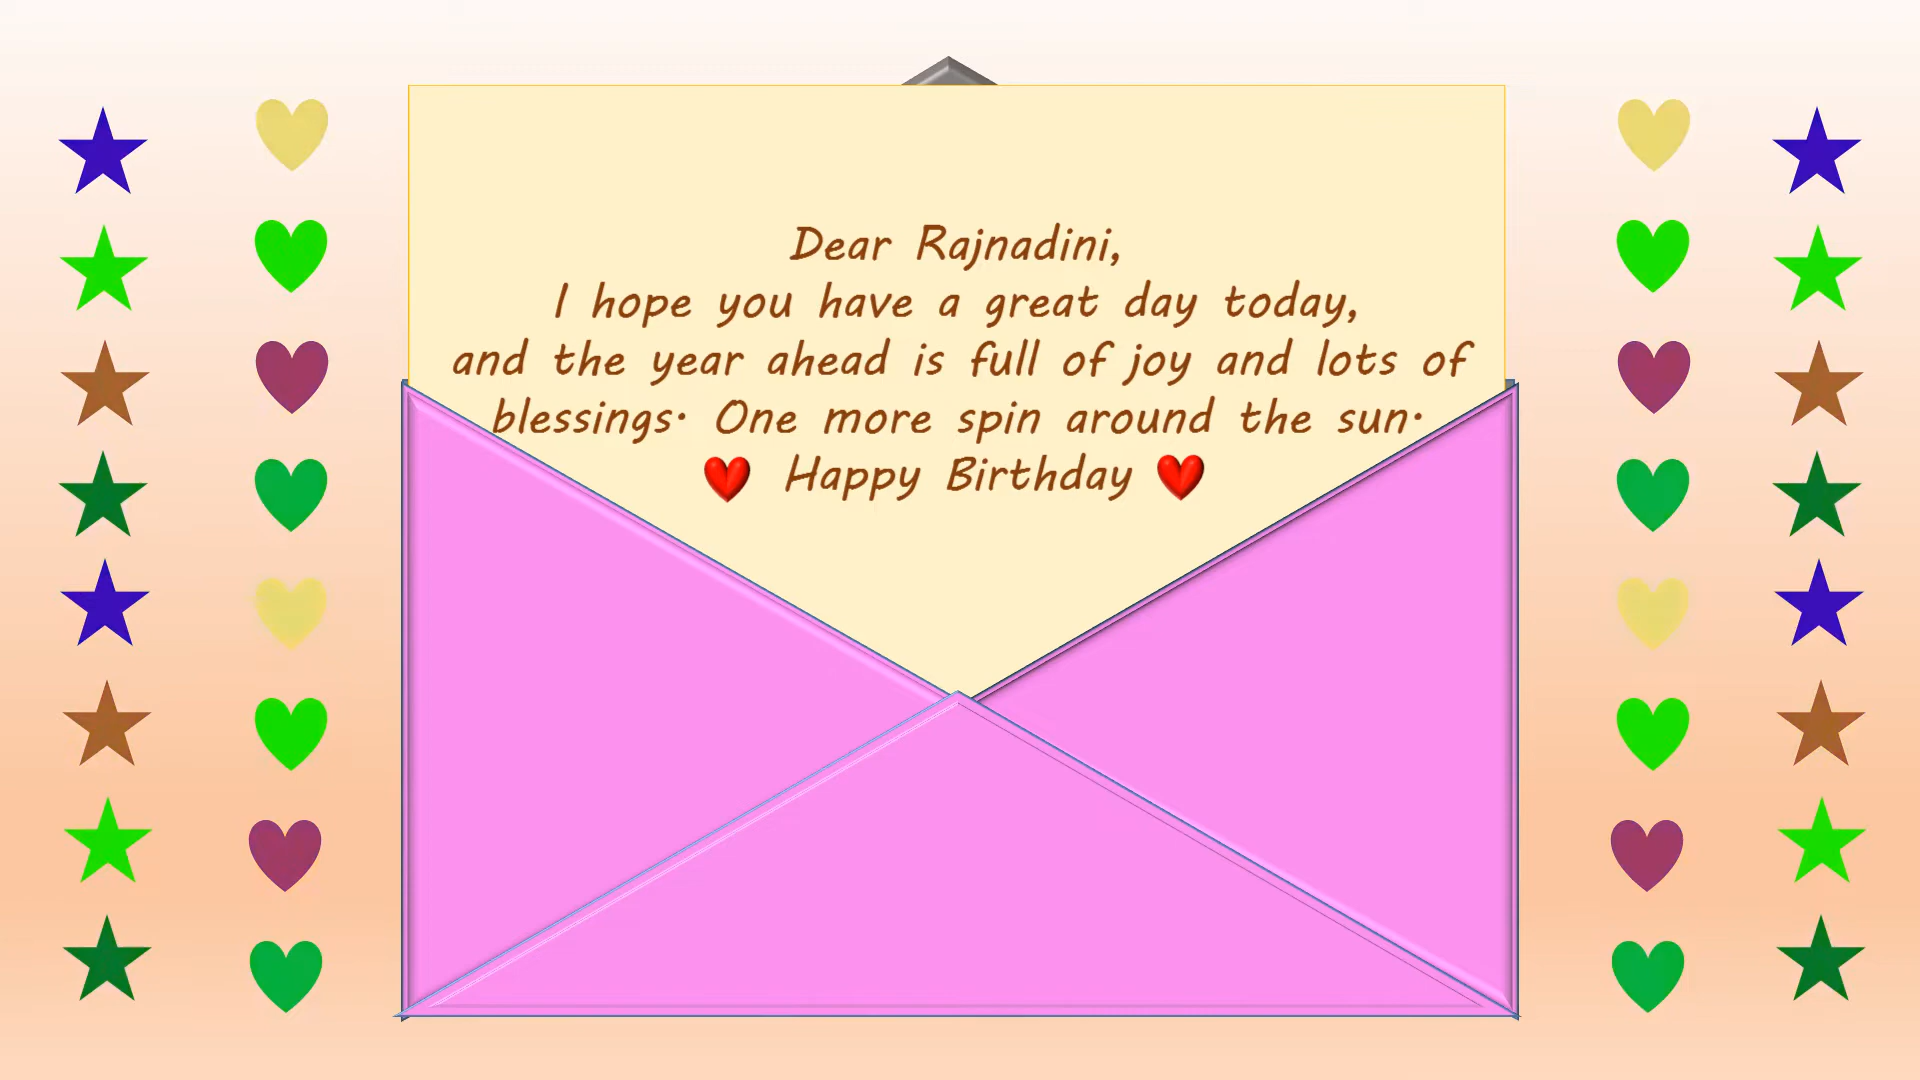 Dear Rajnadini,
I hope you have a great day today,
and the year ahead is full of joy and lots of
blessings. One more spin around the sun.
❤️ Happy Birthday ❤️